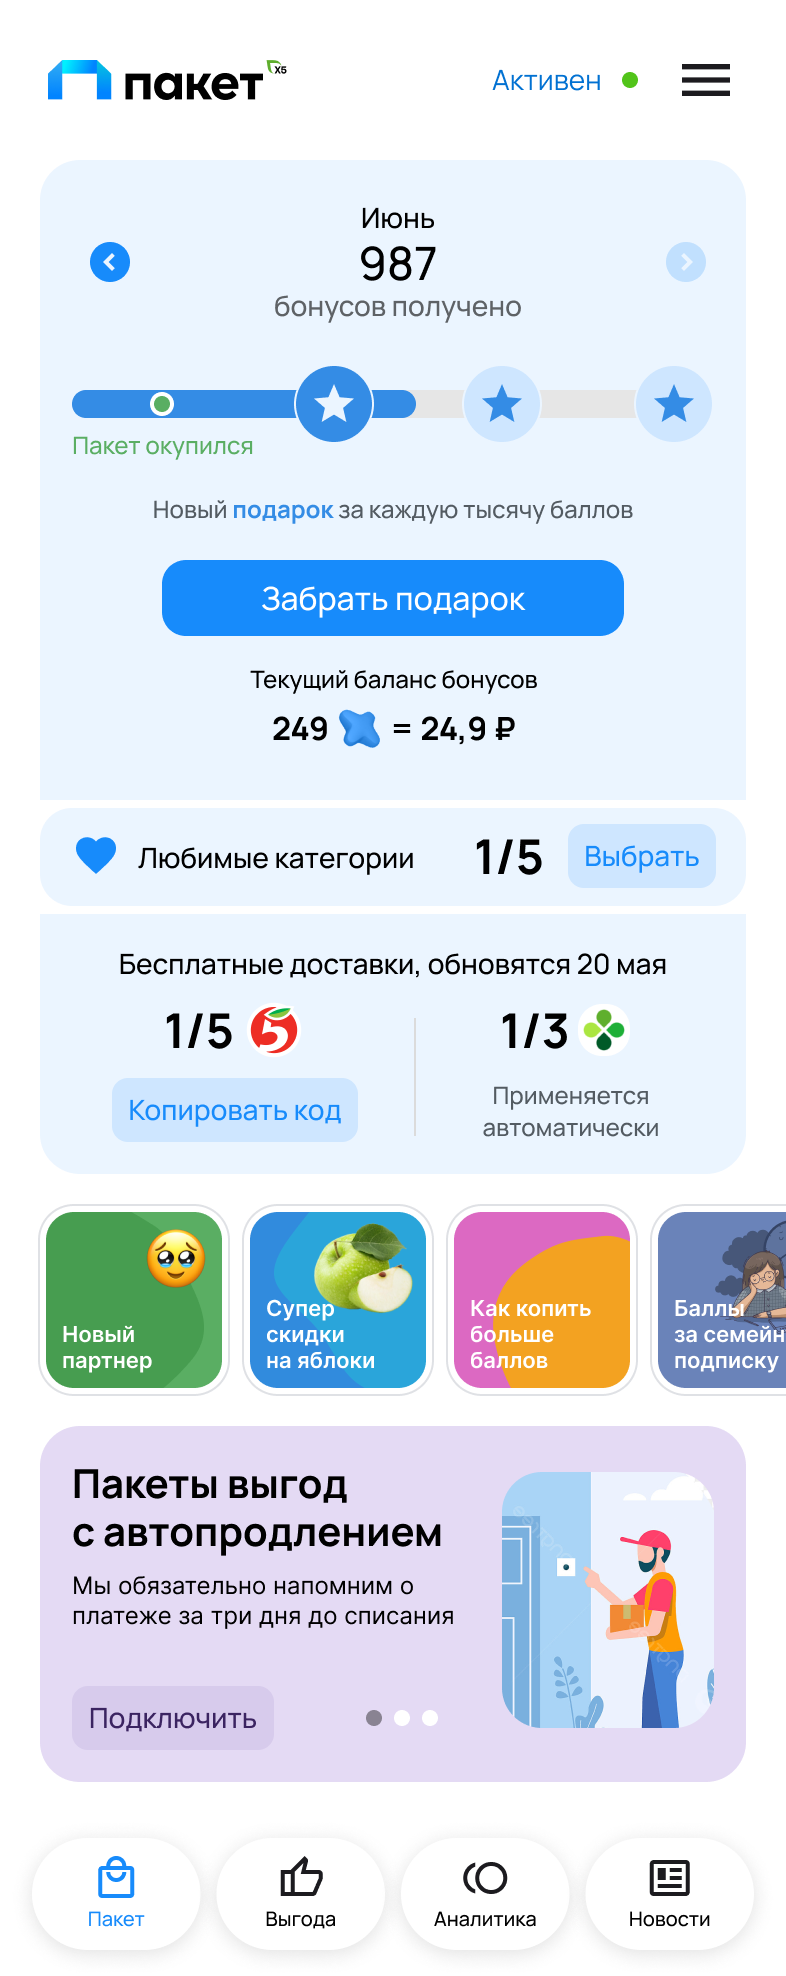 пакет X5
Активен
Июнь
987
бонусов получено
Пакет окупился
Новый подарок за каждую тысячу баллов
Забрать подарок
Текущий баланс бонусов
249 = 24,9 ₽
Любимые категории 1/5 Выбрать
Бесплатные доставки, обновятся 20 мая
1/5 5 1/3
Копировать код
Применяется
автоматически
Новый
партнер
Супер
скидки
на яблоки
Как копить
больше
баллов
Баллы
за семейн
подписку
Пакеты выгод
с автопродлением
Мы обязательно напомним о
платеже за три дня до списания
Подключить
Пакет Выгода Аналитика Новости